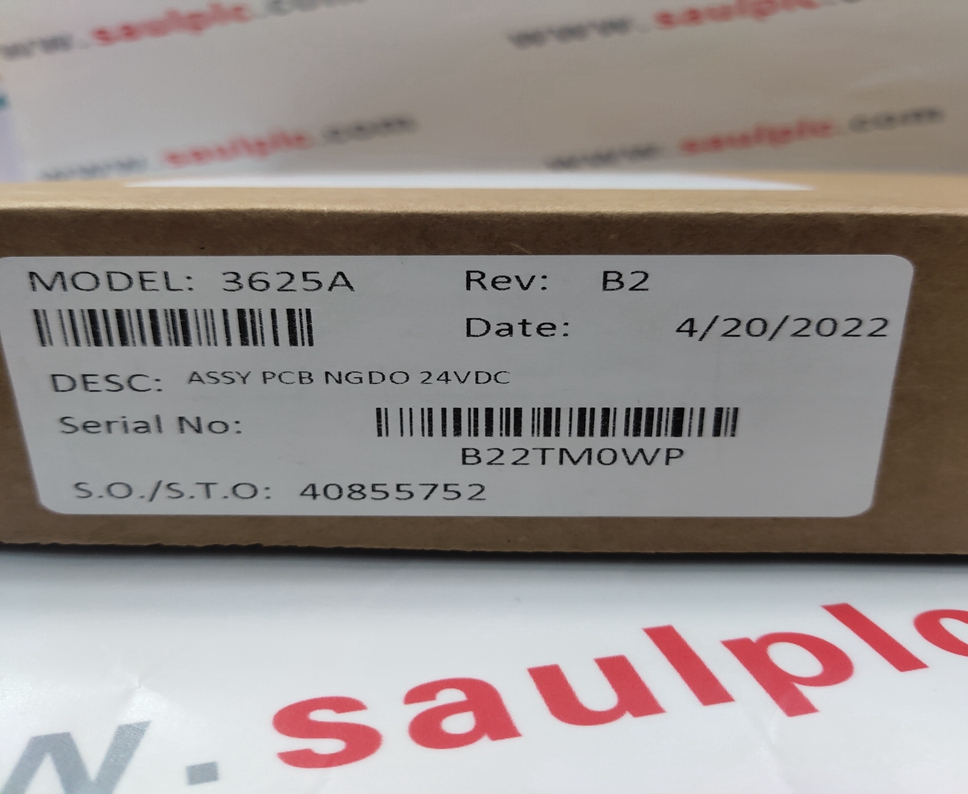 www.saulplc.com
www.saulplc.com
www.saulplc.com
www.saulplc.com
MODEL: 3625A
Rev: B2
Date: 4/20/2022
DESC: ASSY PCB NGDO 24VDC
Serial No:
B22TM0WP
S.O./S.T.O: 40855752
w.saulplc